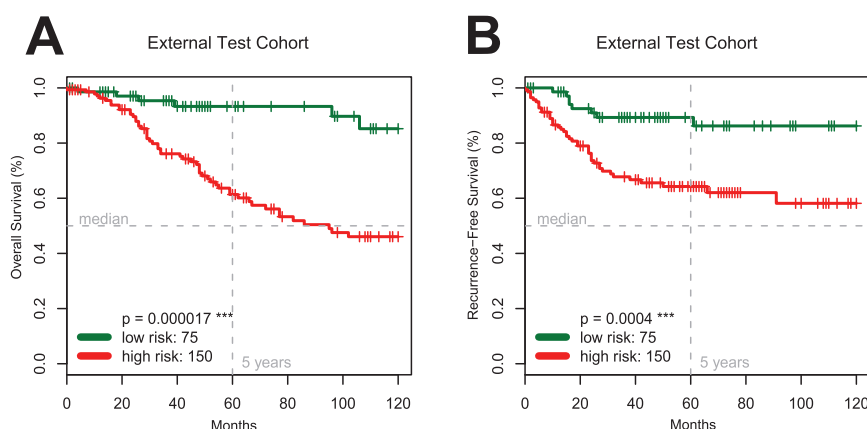 A
External Test Cohort
Overall Survival (%)
1.0
0.8
0.6
0.4
0.2
0.0
median
p = 0.000017 ***
low risk: 75
high risk: 150
5 years
0 20 40 60 80 100 120
Months
B
External Test Cohort
Recurrence−Free Survival (%)
1.0
0.8
0.6
0.4
0.2
0.0
median
p = 0.0004 ***
low risk: 75
high risk: 150
5 years
0 20 40 60 80 100 120
Months